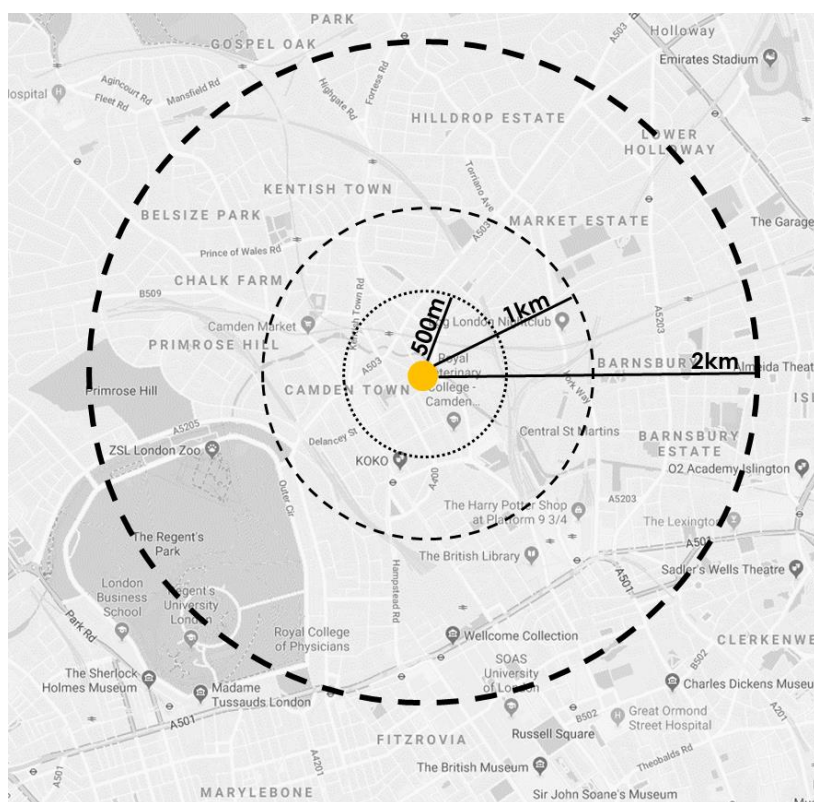 PARK
GOSPEL OAK
Holloway
A503
Emirates Stadium
Agincourt Rd
Mansfield Rd
Fleet Rd
Highgate Rd
Fortess Rd
HILLDROP ESTATE
LOWER
HOLLOWAY
KENTISH TOWN
Torriano Ave
BELSIZE PARK
MARKET ESTATE
The Garage
A503
Prince of Wales Rd
CHALK FARM
B509
Kentish Town Rd
500m
1km
London Nightclub
Camden Market
A5203
PRIMROSE HILL
A503
Royal
College -
Camden...
BARNSBURY
2km
Almeida Theat
Primrose Hill
CAMDEN TOWN
York Way
A5205
Delancey St
Central St Martins
BARNSBURY
ESTATE
ZSL London Zoo
KOKO
O2 Academy Islington
A400
Outer Cir
A5203
The Harry Potter Shop
at Platform 9 3/4
The Lexington
The Regent's
Park
A501
The British Library
Sadler's Wells Theatre
A501
London
Business
School
Regent's
University
London
Hampstead Rd
Park Rd
Royal College
of Physicians
Wellcome Collection
CLERKENWE
SOAS
University
of London
B502
The Sherlock
Holmes Museum
Madame
Tussauds London
Charles Dickens Museu
A501
B502
Great Ormond
Street Hospital
A201
Russell Square
FITZROVIA
Theobalds Rd
A4201
A501
The British Museum
MARYLEBONE
Sir John Soane's Museum